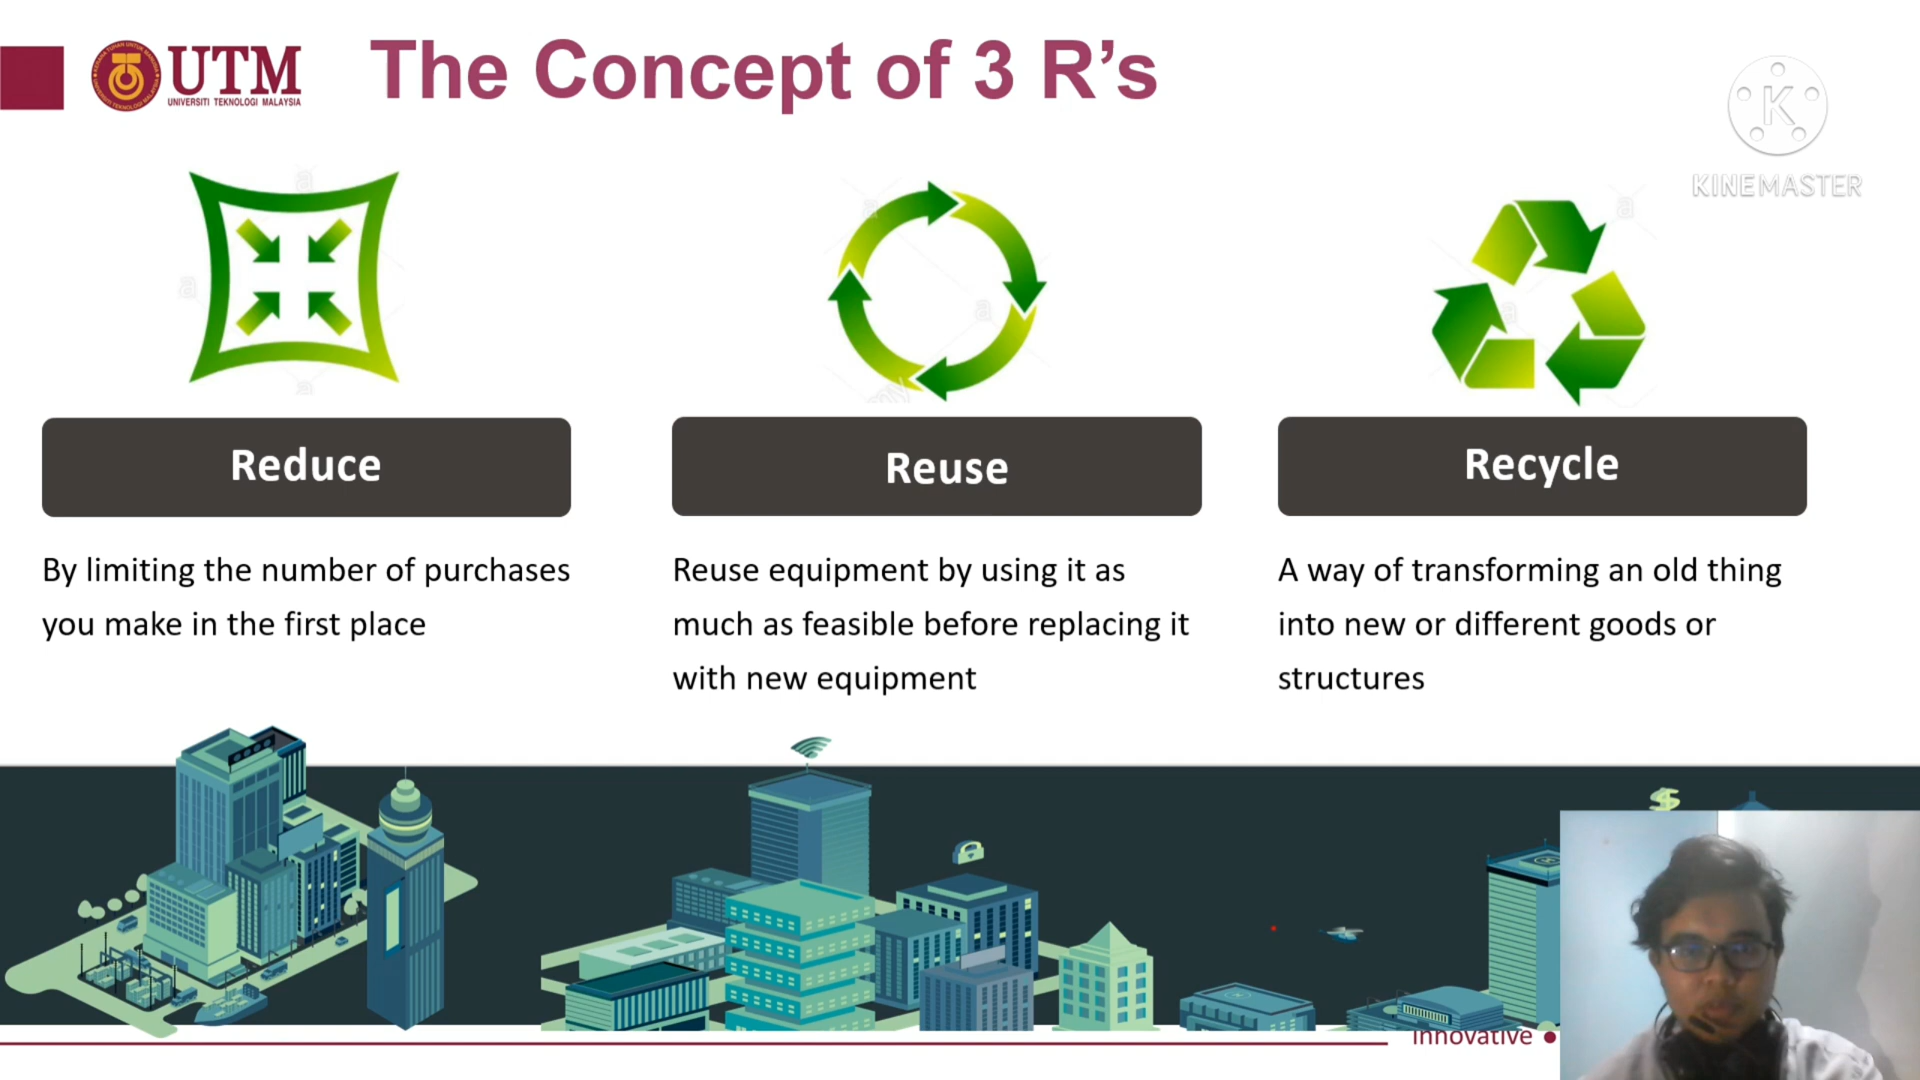 UTM
UNIVERSITI TEKNOLOGI MALAYSIA
The Concept of 3 R's
K
KINEMASTER
Reduce
By limiting the number of purchases
you make in the first place
Reuse
Reuse equipment by using it as
much as feasible before replacing it
with new equipment
Recycle
A way of transforming an old thing
into new or different goods or
structures
innovative •